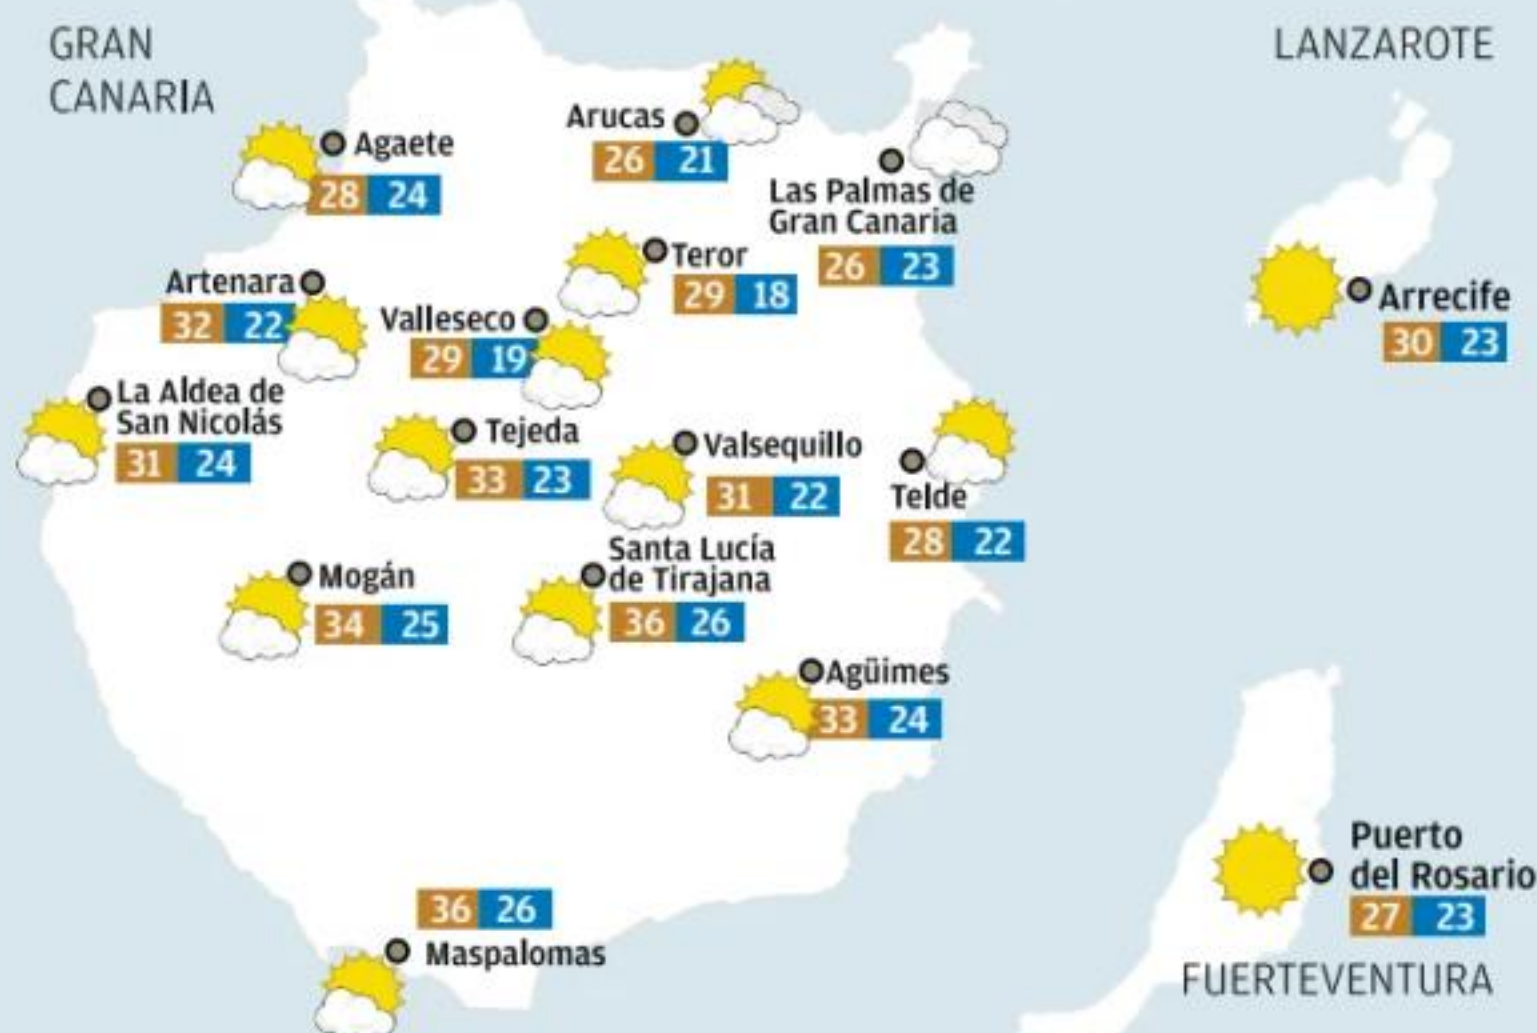 GRAN
CANARIA
LANZAROTE
Agaete
28 24
Arucas
26 21
Las Palmas de
Gran Canaria
26 23
Teror
29 18
Artenara
32 22
Valleseco
29 19
Arrecife
30 23
La Aldea de
San Nicolás
31 24
Tejeda
33 23
Valsequillo
31 22
Telde
28 22
Mogán
34 25
Santa Lucía
de Tirajana
36 26
Agüimes
33 24
Puerto
del Rosario
27 23
36 26
Maspalomas
FUERTEVENTURA